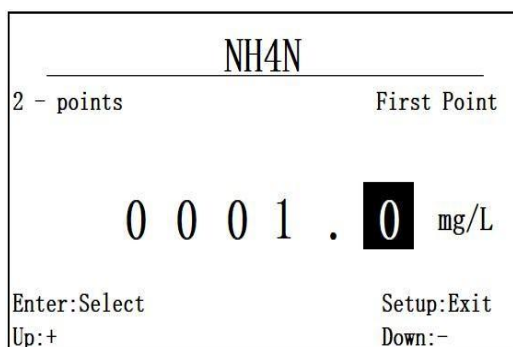 NH4N
2 - points First Point
0 0 0 1 . 0 mg/L
Enter:Select Setup:Exit
Up:+ Down:-